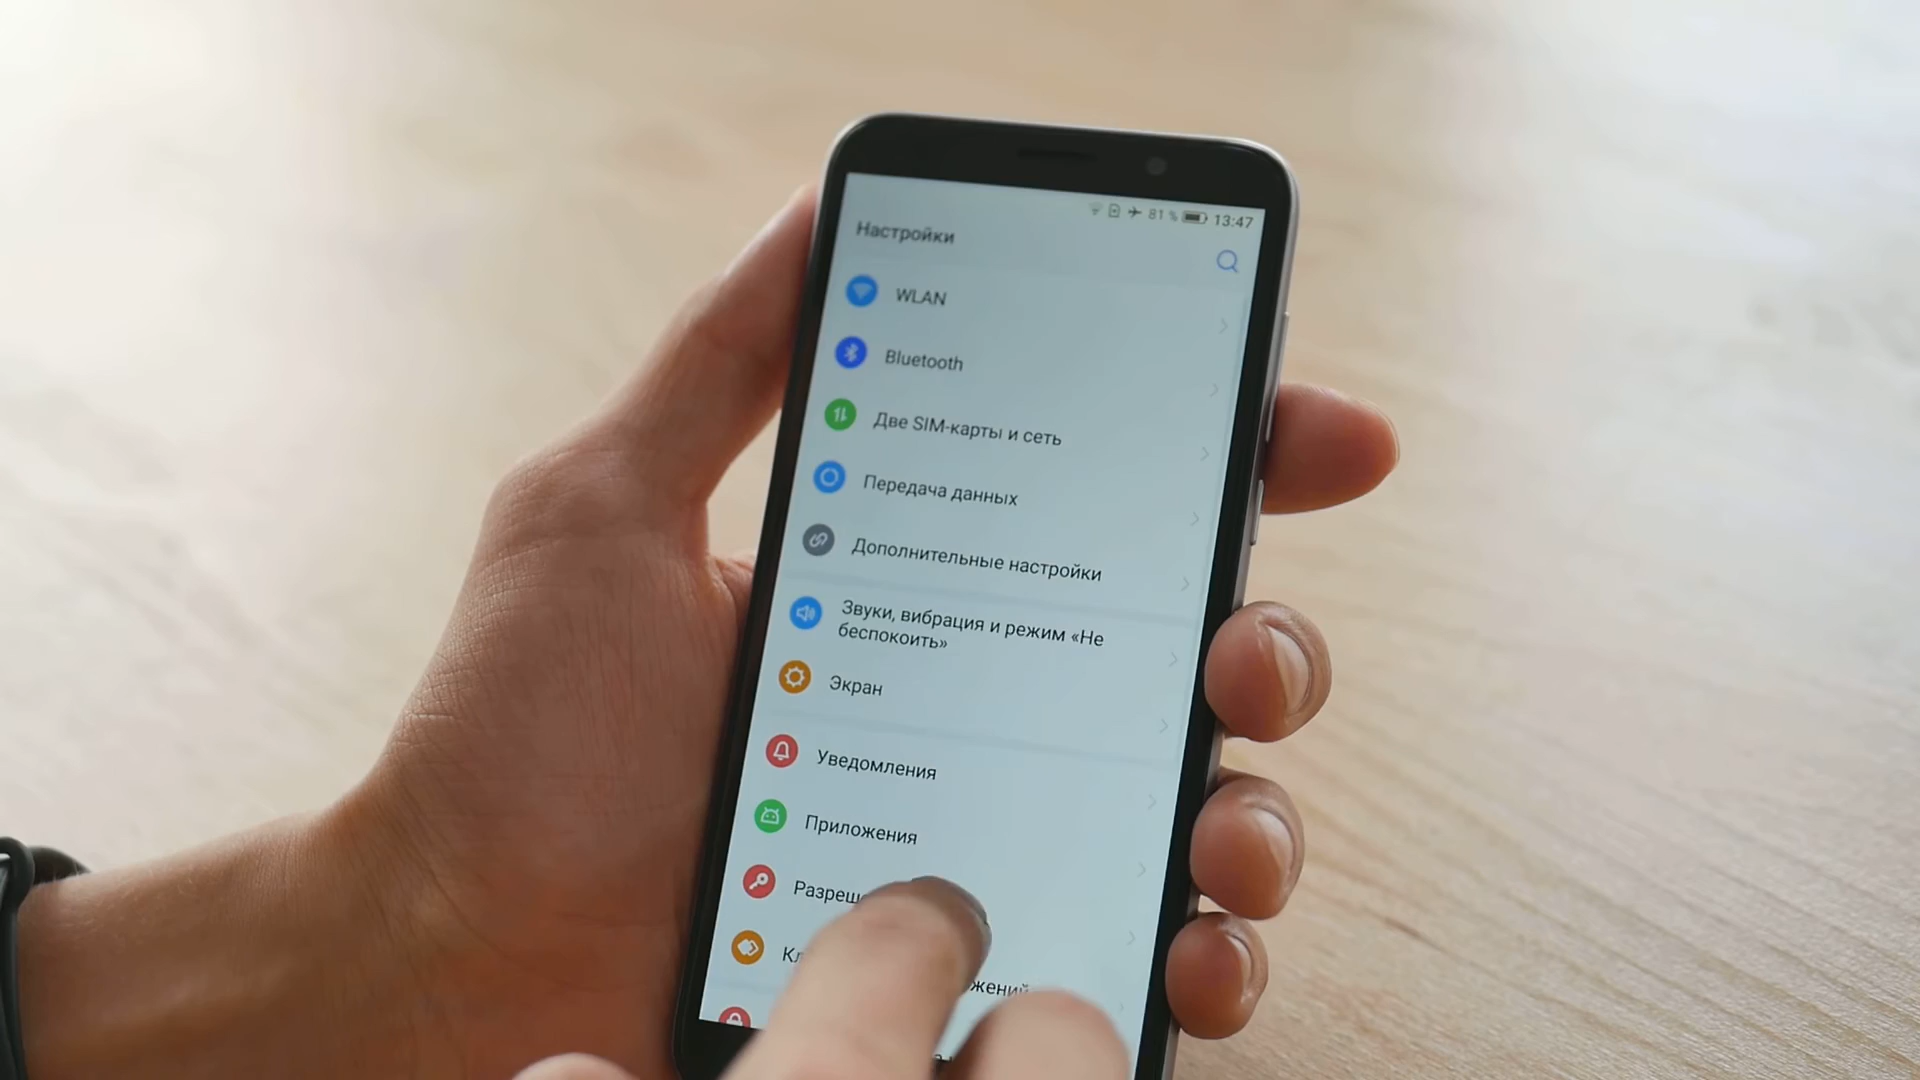 81 % 13:47
Настройки
WLAN
Bluetooth
Две SIM-карты и сеть
Передача данных
Дополнительные настройки
Звуки, вибрация и режим «Не
беспокоить»
Экран
Уведомления
Приложения